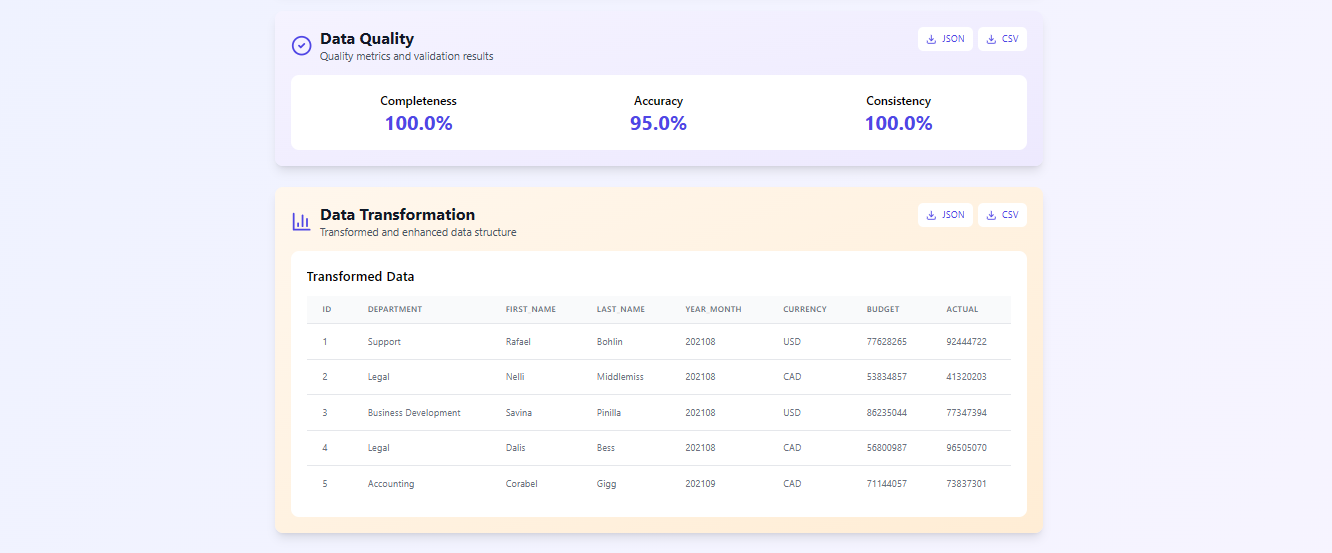 Data Quality
Quality metrics and validation results
JSON CSV
Completeness Accuracy Consistency
100.0% 95.0% 100.0%
Data Transformation
Transformed and enhanced data structure
JSON CSV
Transformed Data
ID DEPARTMENT FIRST_NAME LAST_NAME YEAR_MONTH CURRENCY BUDGET ACTUAL
1 Support Rafael Bohlin 202108 USD 77628265 92444722
2 Legal Nelli Middlemiss 202108 CAD 53834857 41320203
3 Business Development Savina Pinilla 202108 USD 86235044 77347394
4 Legal Dalis Bess 202108 CAD 56800987 96505070
5 Accounting Corabel Gigg 202109 CAD 71144057 73837301